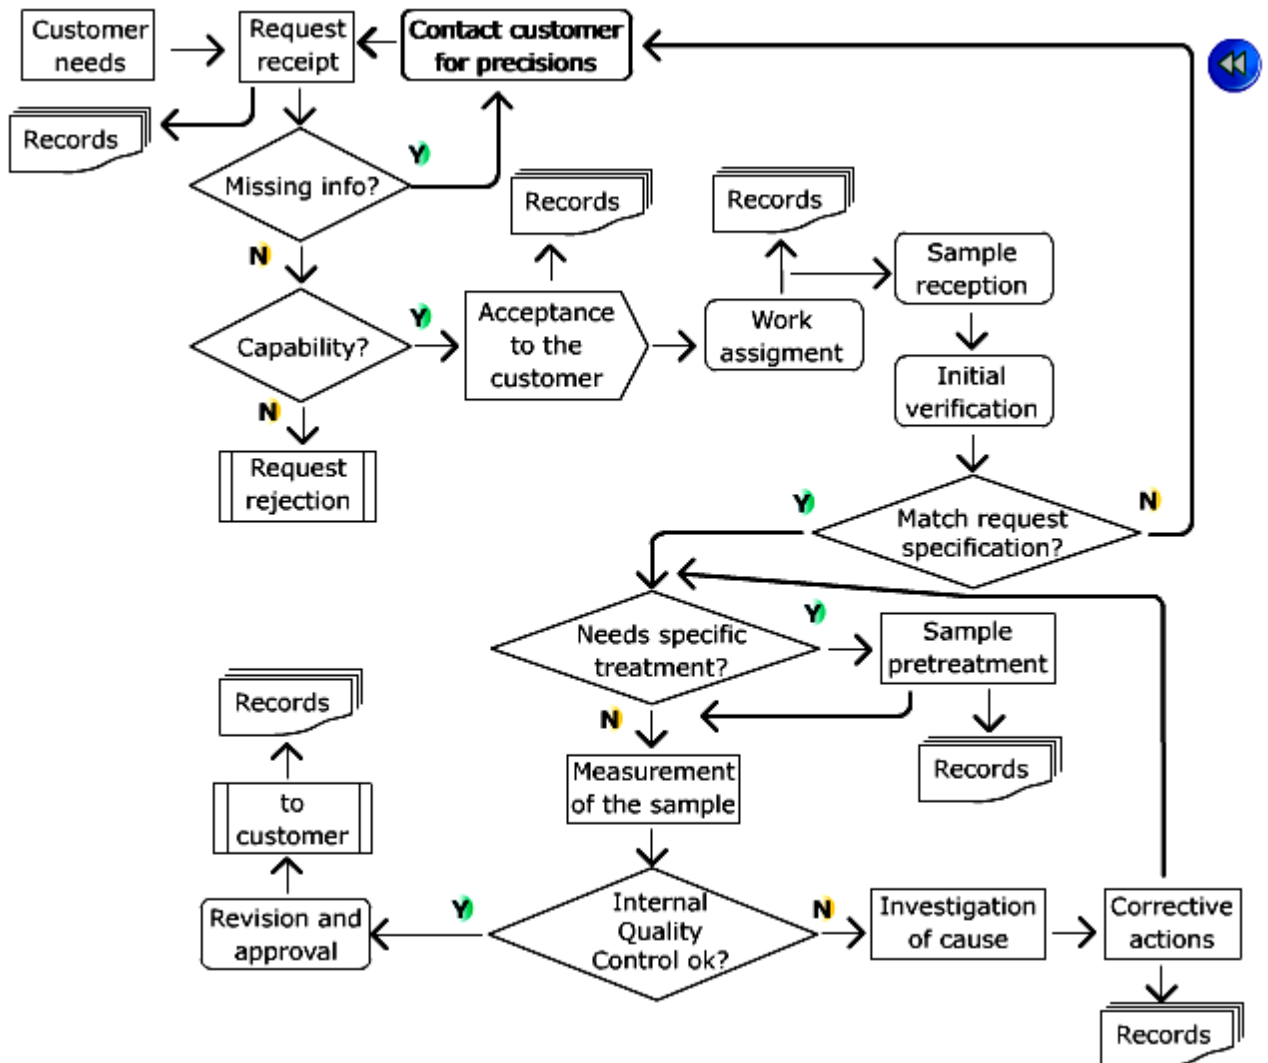 Customer
needs
Request
receipt
Contact customer
for precisions
Records
Missing info?
Y
N
Records
Records
Sample
reception
Capability?
Y
N
Acceptance
to the
customer
Work
assigment
Initial
verification
Request
rejection
Match request
specification?
Y
N
Needs specific
treatment?
Y
N
Sample
pretreatment
Records
Measurement
of the sample
Records
to
customer
Revision and
approval
Y
Internal
Quality
Control ok?
N
Investigation
of cause
Corrective
actions
Records